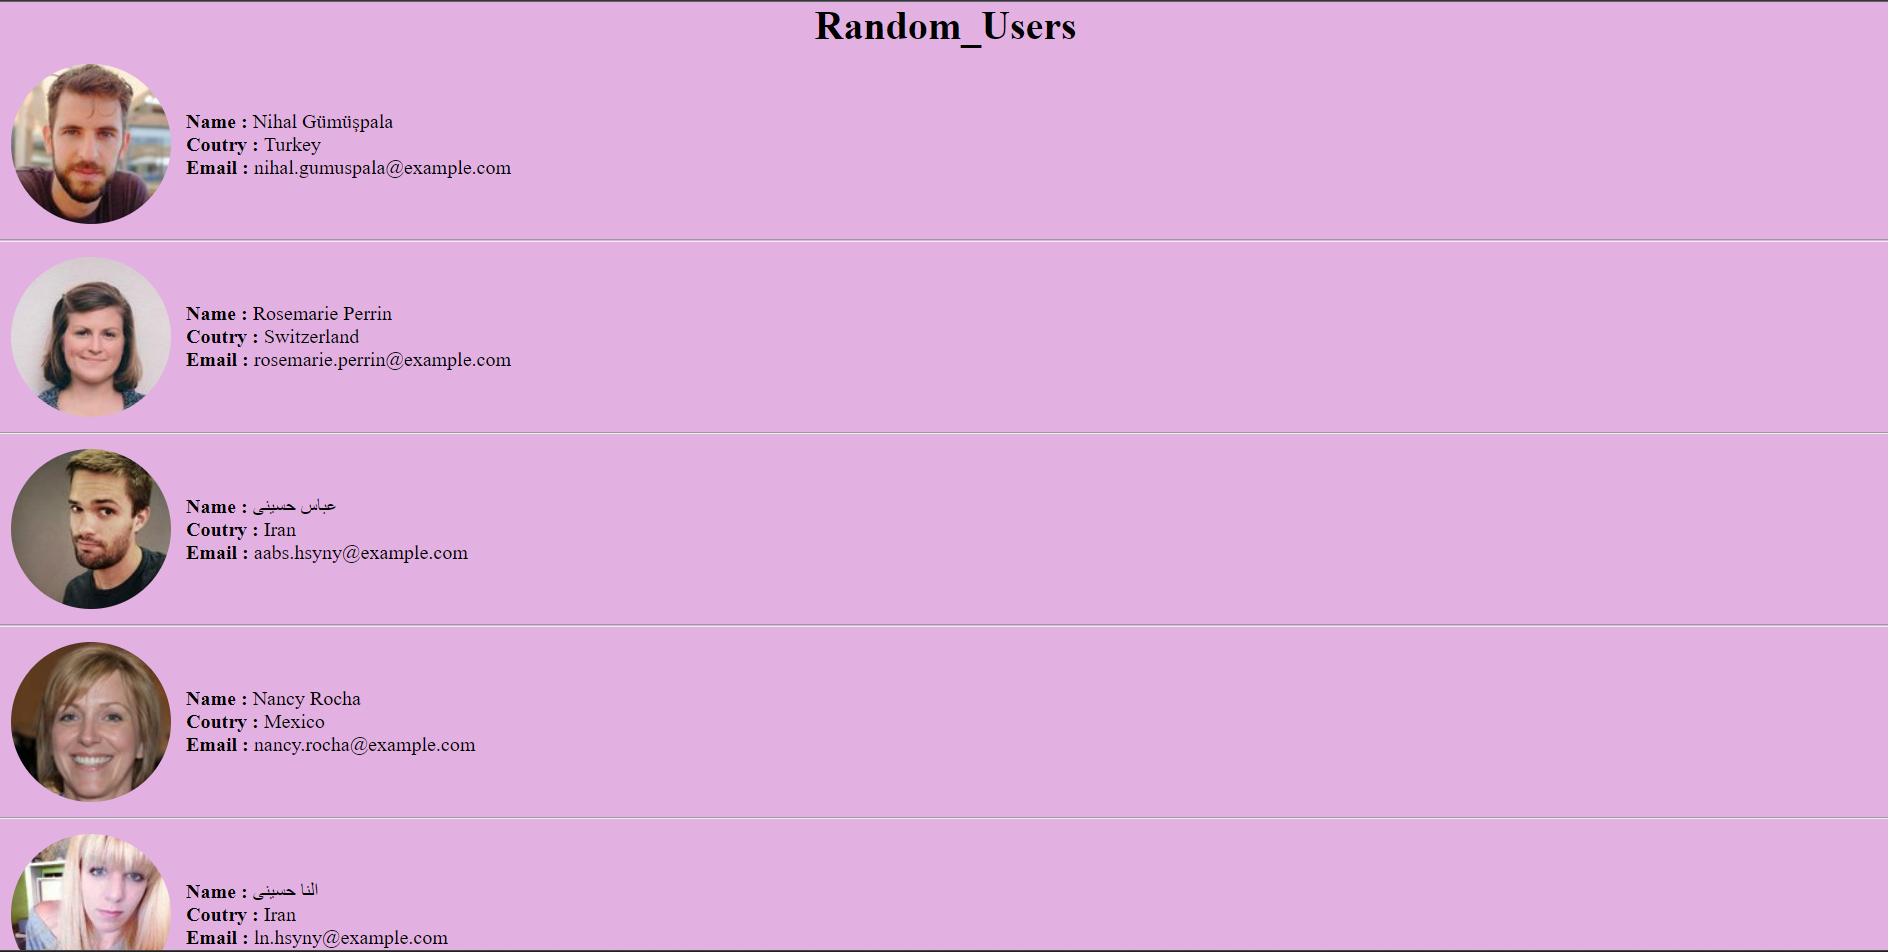 Random_Users
Name : Nihal Gümüşpala
Coutry : Turkey
Email : nihal.gumuspala@example.com
Name : Rosemarie Perrin
Coutry : Switzerland
Email : rosemarie.perrin@example.com
Name : عباس حسینی
Coutry : Iran
Email : aabs.hsyny@example.com
Name : Nancy Rocha
Coutry : Mexico
Email : nancy.rocha@example.com
Name : النا حسینی
Coutry : Iran
Email : ln.hsyny@example.com